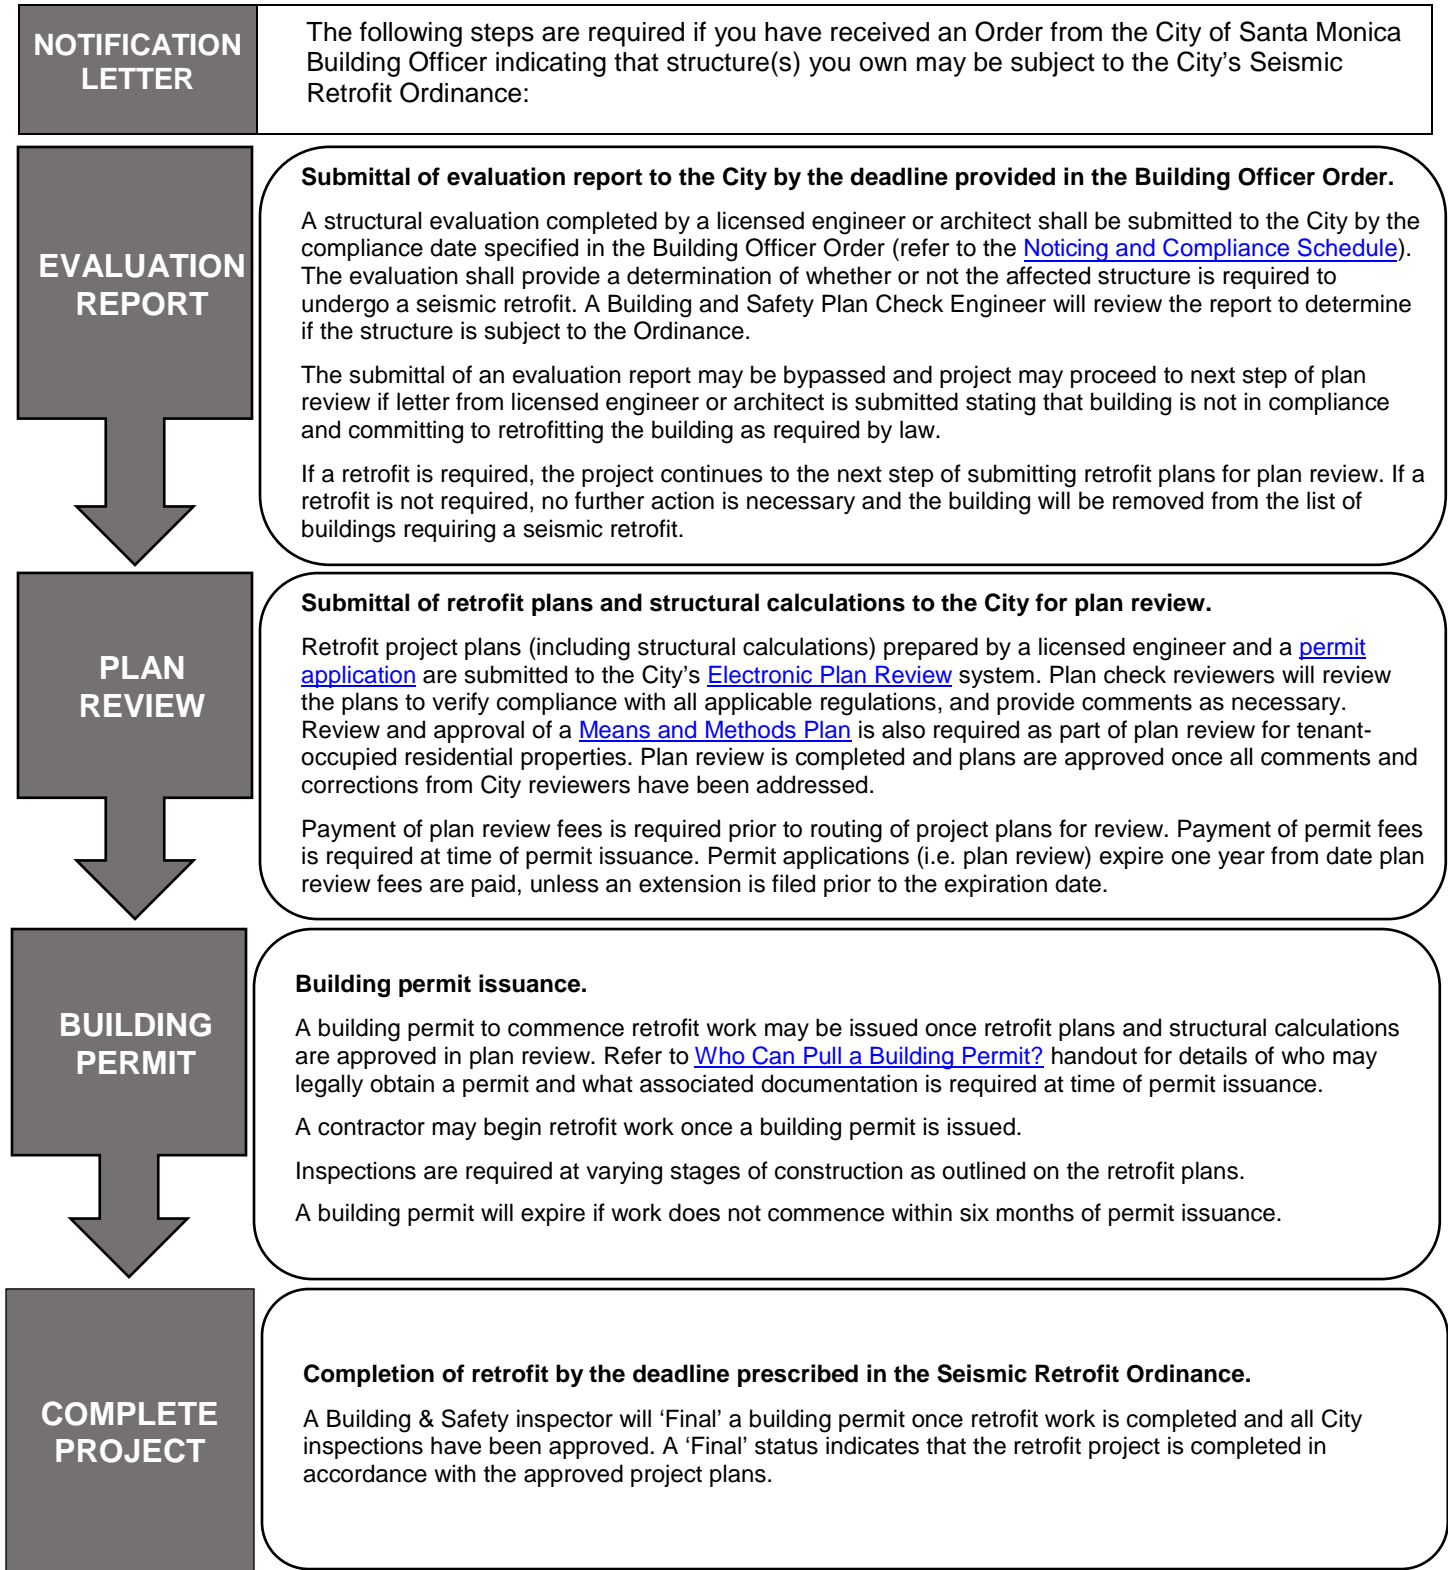 NOTIFICATION
LETTER
The following steps are required if you have received an Order from the City of Santa Monica
Building Officer indicating that structure(s) you own may be subject to the City’s Seismic
Retrofit Ordinance:
EVALUATION
REPORT
Submittal of evaluation report to the City by the deadline provided in the Building Officer Order.
A structural evaluation completed by a licensed engineer or architect shall be submitted to the City by the
compliance date specified in the Building Officer Order (refer to the Noticing and Compliance Schedule).
The evaluation shall provide a determination of whether or not the affected structure is required to
undergo a seismic retrofit. A Building and Safety Plan Check Engineer will review the report to determine
if the structure is subject to the Ordinance.
The submittal of an evaluation report may be bypassed and project may proceed to next step of plan
review if letter from licensed engineer or architect is submitted stating that building is not in compliance
and committing to retrofitting the building as required by law.
If a retrofit is required, the project continues to the next step of submitting retrofit plans for plan review. If a
retrofit is not required, no further action is necessary and the building will be removed from the list of
buildings requiring a seismic retrofit.
PLAN
REVIEW
Submittal of retrofit plans and structural calculations to the City for plan review.
Retrofit project plans (including structural calculations) prepared by a licensed engineer and a permit
application are submitted to the City’s Electronic Plan Review system. Plan check reviewers will review
the plans to verify compliance with all applicable regulations, and provide comments as necessary.
Review and approval of a Means and Methods Plan is also required as part of plan review for tenant-
occupied residential properties. Plan review is completed and plans are approved once all comments and
corrections from City reviewers have been addressed.
Payment of plan review fees is required prior to routing of project plans for review. Payment of permit fees
is required at time of permit issuance. Permit applications (i.e. plan review) expire one year from date plan
review fees are paid, unless an extension is filed prior to the expiration date.
BUILDING
PERMIT
Building permit issuance.
A building permit to commence retrofit work may be issued once retrofit plans and structural calculations
are approved in plan review. Refer to Who Can Pull a Building Permit? handout for details of who may
legally obtain a permit and what associated documentation is required at time of permit issuance.
A contractor may begin retrofit work once a building permit is issued.
Inspections are required at varying stages of construction as outlined on the retrofit plans.
A building permit will expire if work does not commence within six months of permit issuance.
COMPLETE
PROJECT
Completion of retrofit by the deadline prescribed in the Seismic Retrofit Ordinance.
A Building & Safety inspector will ‘Final’ a building permit once retrofit work is completed and all City
inspections have been approved. A ‘Final’ status indicates that the retrofit project is completed in
accordance with the approved project plans.